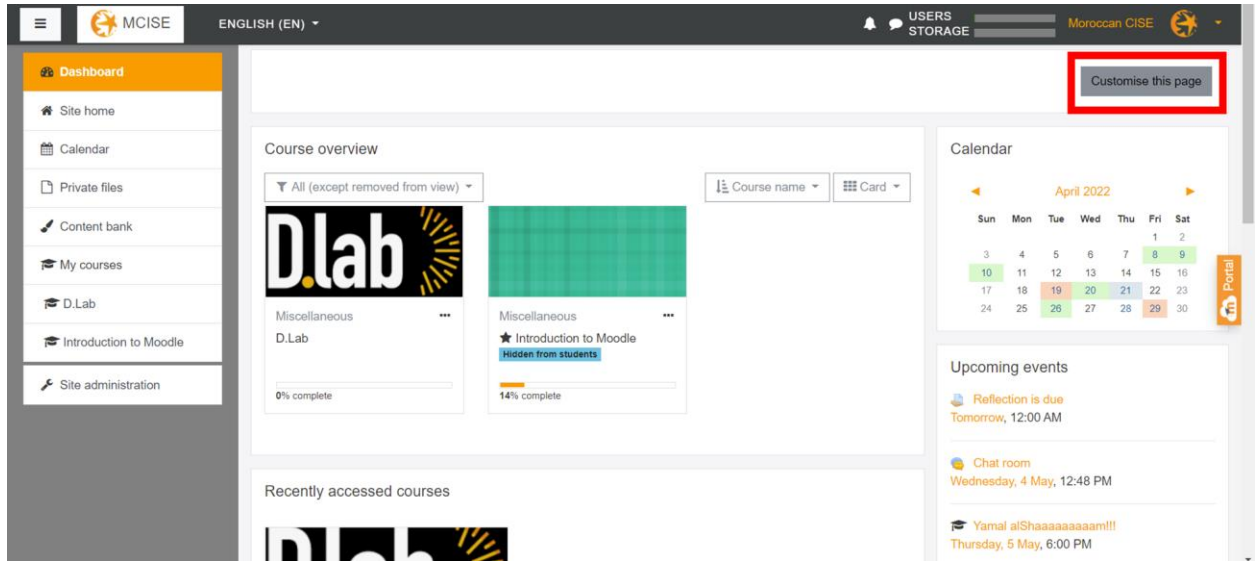 MCISE
ENGLISH (EN)
USERS
STORAGE
Moroccan CISE
Dashboard
Site home
Calendar
Private files
Content bank
My courses
D.Lab
Introduction to Moodle
Site administration
Customise this page
Course overview
All (except removed from view)
Course name
Card
D.lab
Miscellaneous
D.Lab
0% complete
Miscellaneous
Introduction to Moodle
Hidden from students
14% complete
Recently accessed courses
D.lab
Calendar
April 2022
Sun Mon Tue Wed Thu Fri Sat
1 2
3 4 5 6 7 8 9
10 11 12 13 14 15 16
17 18 19 20 21 22 23
24 25 26 27 28 29 30
Upcoming events
Reflection is due
Tomorrow, 12:00 AM
Chat room
Wednesday, 4 May, 12:48 PM
Yamal alShaaaaaaaaam!!!
Thursday, 5 May, 6:00 PM
m Portal